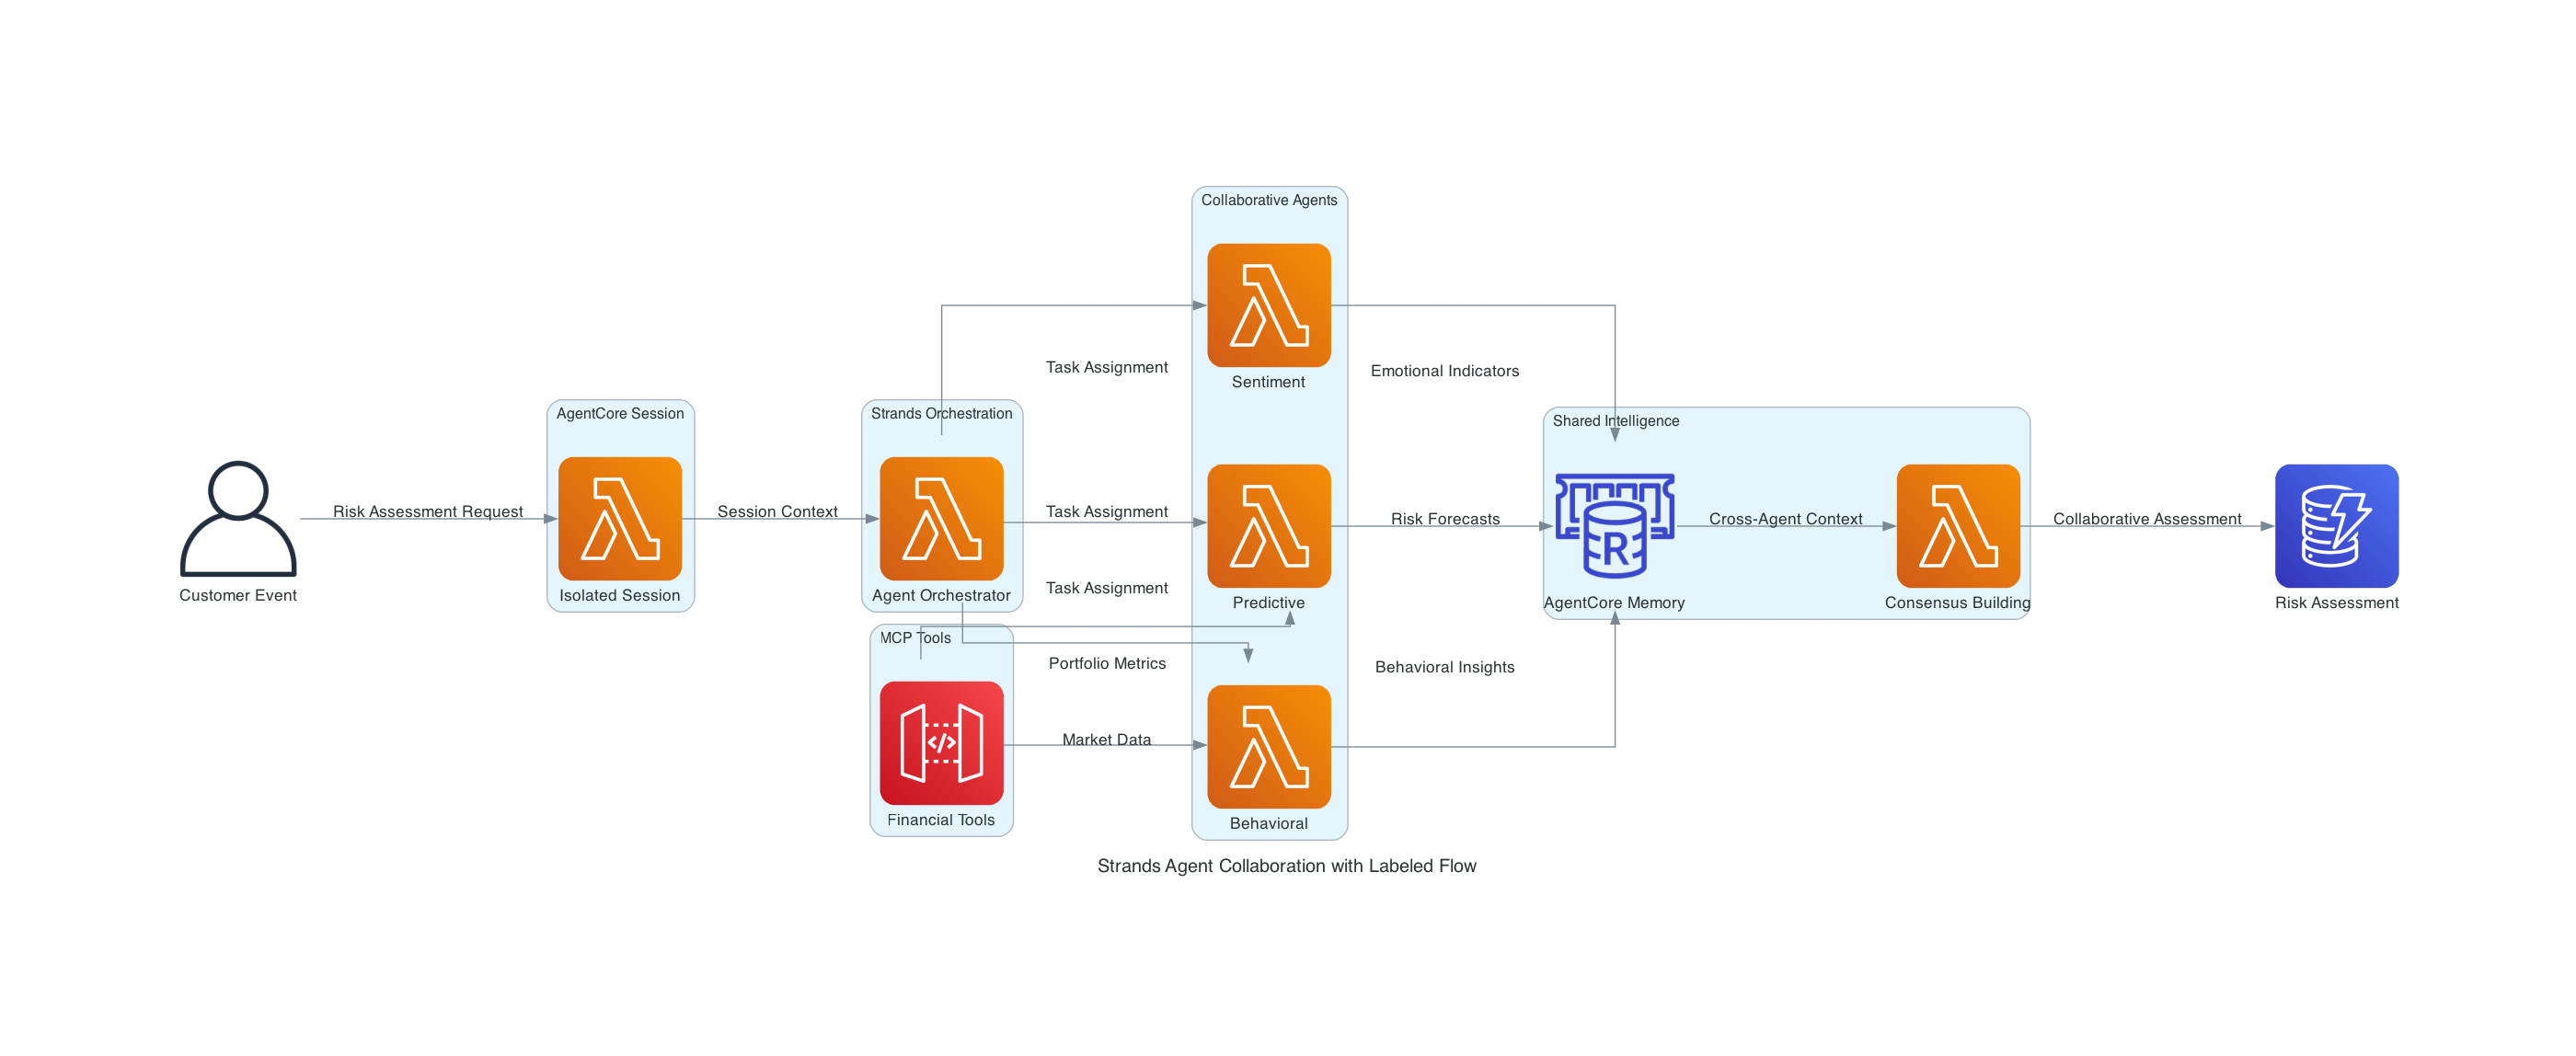 Collaborative Agents
Sentiment
Task Assignment
Emotional Indicators
AgentCore Session
Strands Orchestration
Shared Intelligence
Risk Assessment Request
Session Context
Task Assignment
Risk Forecasts
Cross-Agent Context
Collaborative Assessment
R
Customer Event
Isolated Session
Agent Orchestrator
Task Assignment
Predictive
AgentCore Memory
Consensus Building
Risk Assessment
MCP Tools
Portfolio Metrics
Behavioral Insights
Market Data
</>
Financial Tools
Behavioral
Strands Agent Collaboration with Labeled Flow